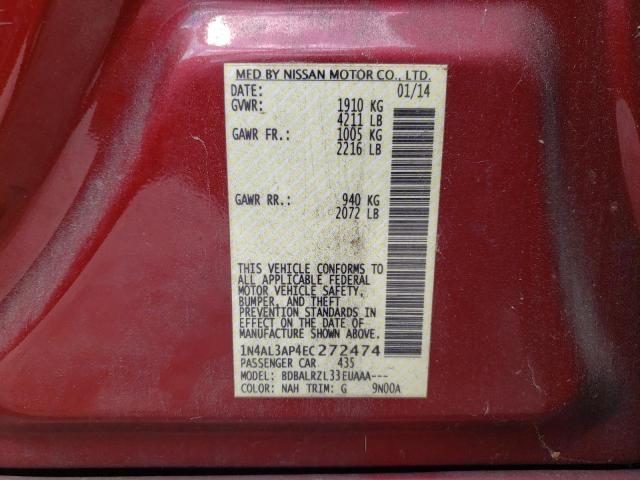 MFD BY NISSAN MOTOR CO., LTD.
DATE: 01/14
GVWR: 1910 KG
4211 LB
GAWR FR.: 1005 KG
2216 LB
GAWR RR.: 940 KG
2072 LB
THIS VEHICLE CONFORMS TO
ALL APPLICABLE FEDERAL
MOTOR VEHICLE SAFETY,
BUMPER, AND THEFT
PREVENTION STANDARDS IN
EFFECT ON THE DATE OF
MANUFACTURE SHOWN ABOVE.
1N4AL3AP4EC272474
PASSENGER CAR 435
MODEL: BDBALRZL33EUAAA---
COLOR: NAH TRIM: G 9N00A